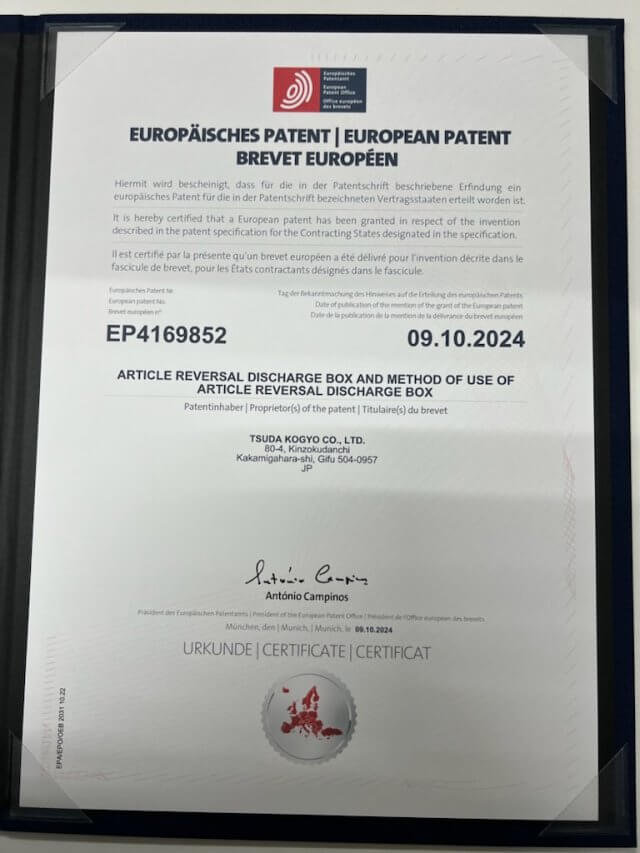 Europäisches
Patentamt
European
Patent Office
Office européen
des brevets
EUROPÄISCHES PATENT | EUROPEAN PATENT
BREVET EUROPÉEN
Hiermit wird bescheinigt, dass für die in der Patentschrift beschriebene Erfindung ein
europäisches Patent für die in der Patentschrift bezeichneten Vertragsstaaten erteilt worden ist.
It is hereby certified that a European patent has been granted in respect of the invention
described in the patent specification for the Contracting States designated in the specification.
Il est certifié par la présente qu'un brevet européen a été délivré pour l'invention décrite dans le
fascicule de brevet, pour les États contractants désignés dans le fascicule.
Europäisches Patent Nr.
European patent No.
Brevet européen n°
Tag der Bekanntmachung des Hinweises auf die Erteilung des europäischen Patents
Date of publication of the mention of the grant of the European patent
Date de la publication de la mention de la délivrance du brevet européen
EP4169852
09.10.2024
ARTICLE REVERSAL DISCHARGE BOX AND METHOD OF USE OF
ARTICLE REVERSAL DISCHARGE BOX
Patentinhaber | Proprietor(s) of the patent | Titulaire(s) du brevet
TSUDA KOGYO CO., LTD.
80-4, Kinzokudanchi
Kakamigahara-shi, Gifu 504-0957
JP
António Campinos
António Campinos
Präsident des Europäischen Patentamts | President of the European Patent Office | Président de l'Office européen des brevets
München, den | Munich, | Munich, le 09.10.2024
URKUNDE | CERTIFICATE | CERTIFICAT
EPA/EPO/OEB 2031 10.22